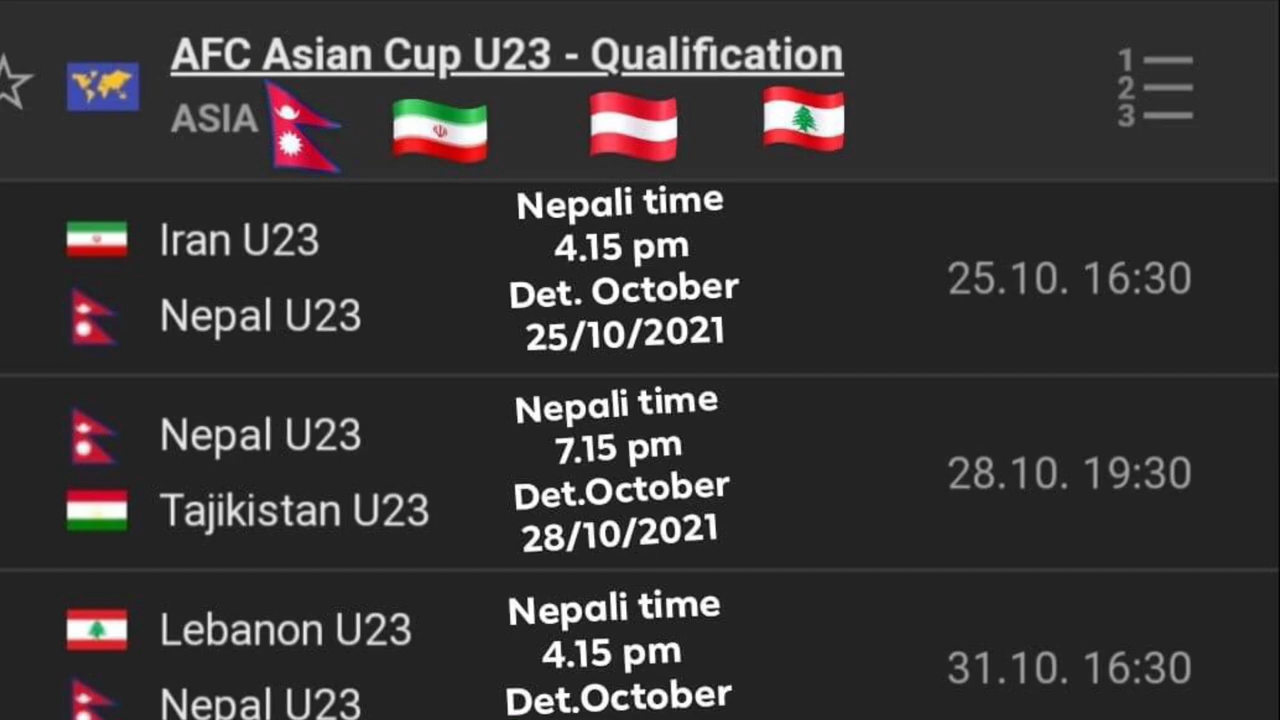 AFC Asian Cup U23 - Qualification
ASIA
1
2
3
Iran U23
Nepal U23
Nepali time
4.15 pm
Det. October
25/10/2021
25.10. 16:30
Nepal U23
Tajikistan U23
Nepali time
7.15 pm
Det.October
28/10/2021
28.10. 19:30
Lebanon U23
Nepal U23
Nepali time
4.15 pm
Det.October
31.10. 16:30